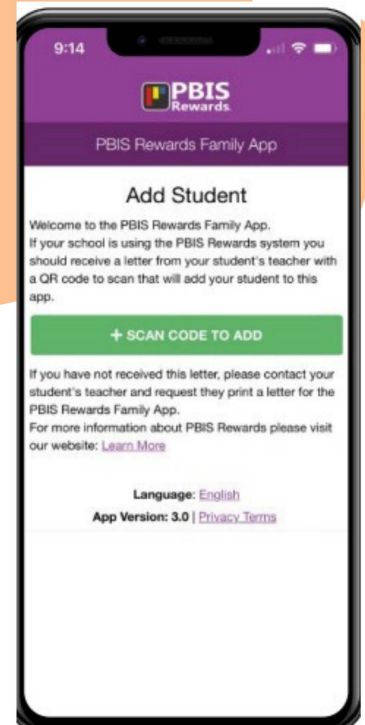 9:14
PBIS
Rewards
PBIS Rewards Family App
Add Student
Welcome to the PBIS Rewards Family App.
If your school is using the PBIS Rewards system you
should receive a letter from your student's teacher with
a QR code to scan that will add your student to this
app.
+ SCAN CODE TO ADD
If you have not received this letter, please contact your
student's teacher and request they print a letter for the
PBIS Rewards Family App.
For more information about PBIS Rewards please visit
our website: Learn More
Language: English
App Version: 3.0 | Privacy Terms